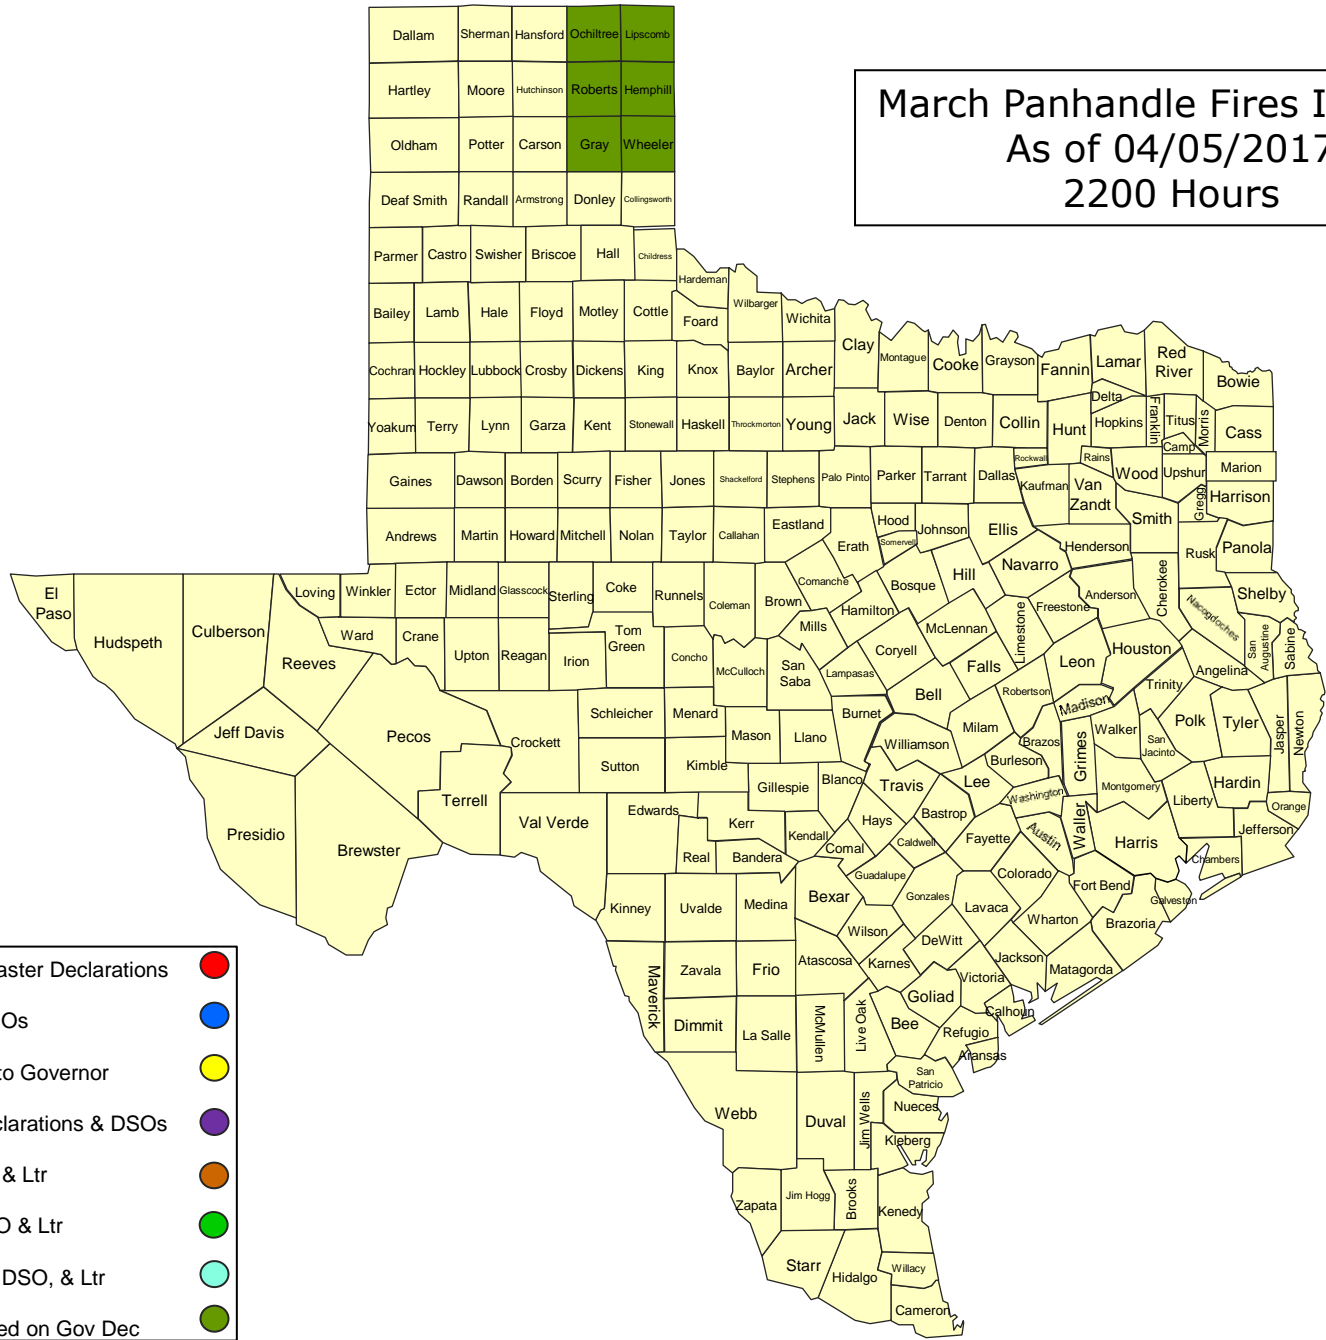 Dallam Sherman Hansford Ochiltree Lipscomb
Hartley Moore Hutchinson Roberts Hemphill
Oldham Potter Carson Gray Wheeler
Deaf Smith Randall Armstrong Donley Collingsworth
Parmer Castro Swisher Briscoe Hall Childress
March Panhandle Fires I
As of 04/05/2017
2200 Hours
Hardeman
Bailey Lamb Hale Floyd Motley Cottle Foard Wilbarger Wichita
Clay Montague Cooke Grayson Fannin Lamar Red River Bowie
Cochran Hockley Lubbock Crosby Dickens King Knox Baylor Archer
Delta
Yoakum Terry Lynn Garza Kent Stonewall Haskell Throckmorton Young Jack Wise Denton Collin Hunt Hopkins Franklin Titus Morris Cass
Camp
Rockwall Rains
Gaines Dawson Borden Scurry Fisher Jones Shackelford Stephens Palo Pinto Parker Tarrant Dallas Kaufman Van Zandt Wood Upshur Marion
Gregg Harrison
Andrews Martin Howard Mitchell Nolan Taylor Callahan Eastland Erath Hood Somervell Johnson Ellis Henderson Smith Rusk Panola
El Paso Hudspeth Culberson Loving Winkler Ector Midland Glasscock Sterling Coke Runnels Coleman Brown Comanche Hamilton Bosque Hill Navarro Freestone Anderson Cherokee Nacogdoches Shelby
Reeves Ward Crane Upton Reagan Irion Tom Green Concho McCulloch San Saba Mills Lampasas Coryell McLennan Limestone Falls Leon Houston Angelina San Augustine Sabine
Jeff Davis Pecos Crockett Schleicher Menard Mason Llano Burnet Bell Milam Robertson Madison Trinity Walker San Jacinto Polk Tyler Jasper Newton
Terrell Sutton Kimble Gillespie Blanco Williamson Travis Lee Burleson Brazos Grimes Washington Montgomery Liberty Hardin Orange
Presidio Brewster Val Verde Edwards Kerr Real Bandera Kendall Comal Hays Caldwell Bastrop Fayette Austin Waller Harris Chambers Jefferson
Kinney Uvalde Medina Bexar Guadalupe Gonzales Lavaca Colorado Wharton Fort Bend Brazoria Galveston
Maverick Zavala Frio Atascosa Wilson Karnes DeWitt Victoria Jackson Matagorda
Dimmit La Salle McMullen Live Oak Bee Goliad Refugio Calhoun Aransas
Webb Duval Jim Wells San Patricio Nueces Kleberg
Zapata Jim Hogg Brooks Kenedy
Starr Hidalgo Willacy
Cameron
aster Declarations
Os
to Governor
clarations & DSOs
& Ltr
O & Ltr
DSO, & Ltr
ed on Gov Dec